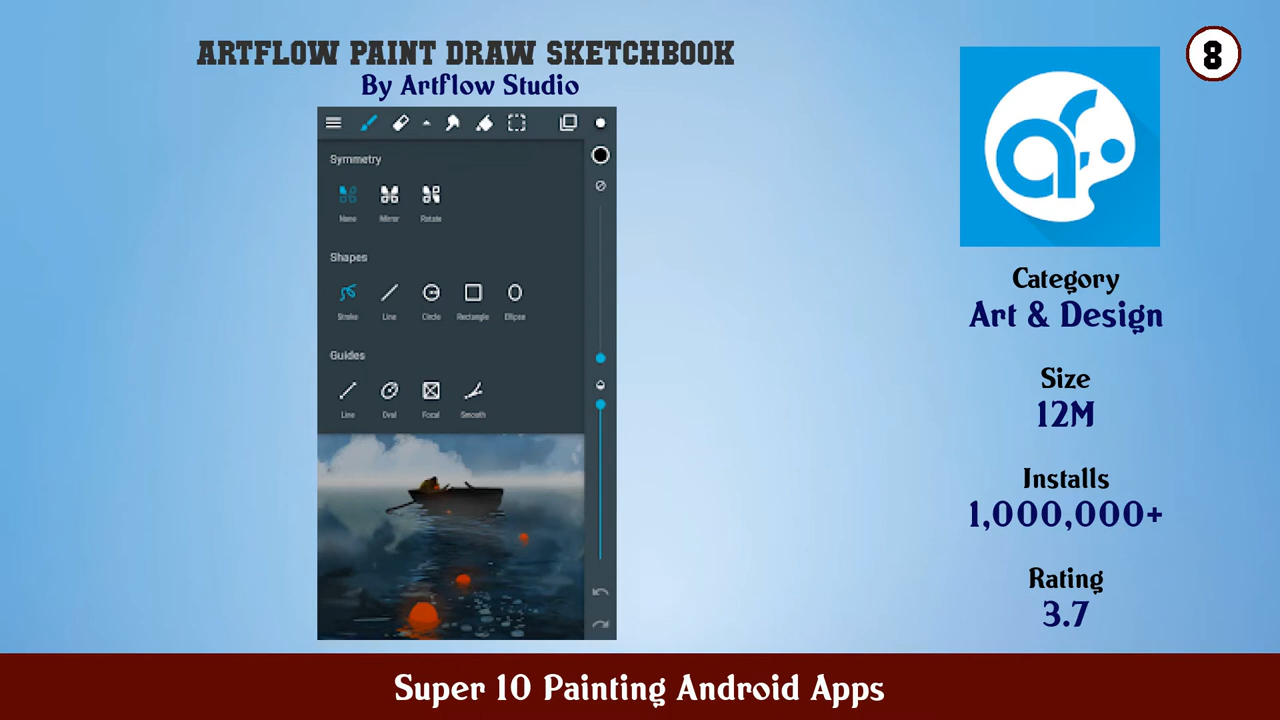 ARTFLOW PAINT DRAW SKETCHBOOK
By Artflow Studio
8
Symmetry
None Mirror Rotate
Shapes
Stroke Line Circle Rectangle Ellipse
Guides
Line Oval Focal Smooth
Category
Art & Design
Size
12M
Installs
1,000,000+
Rating
3.7
Super 10 Painting Android Apps